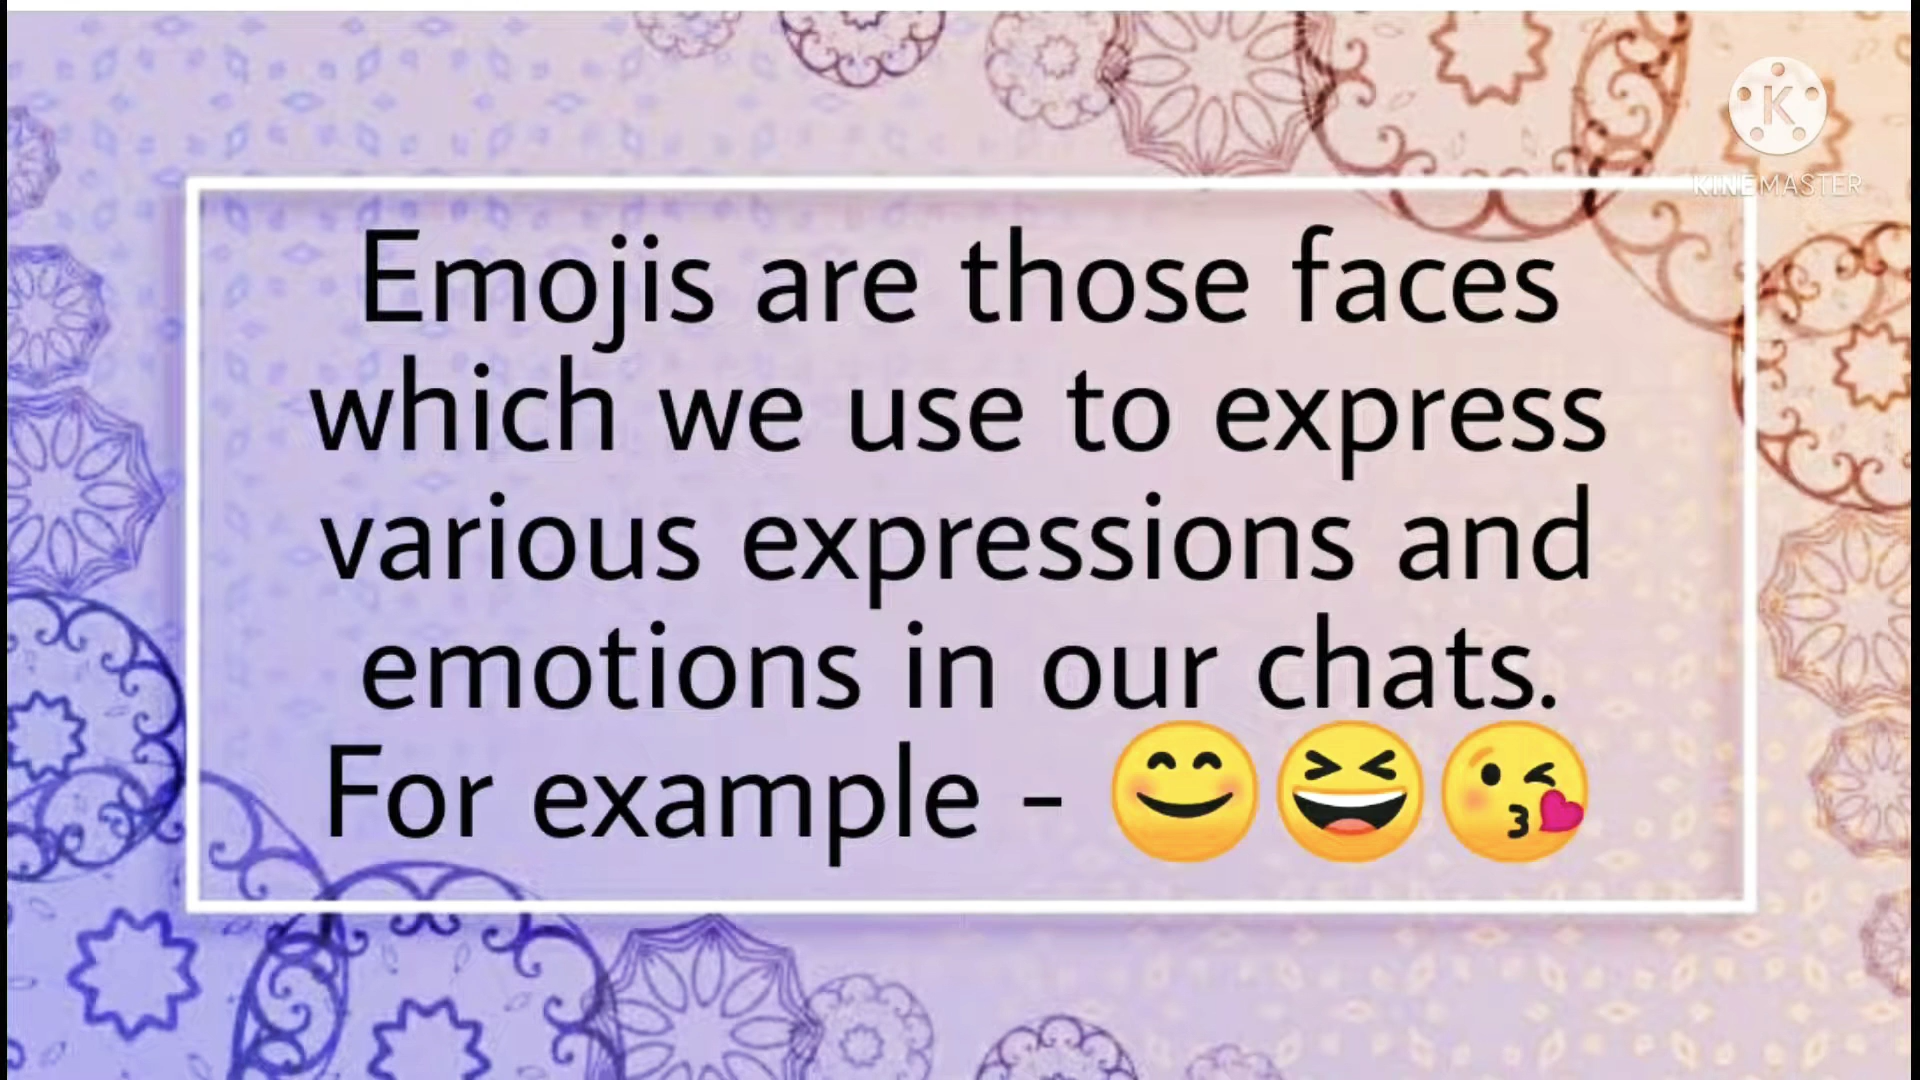 K
KINEMASTER
Emojis are those faces
which we use to express
various expressions and
emotions in our chats.
For example - 😊😆😘